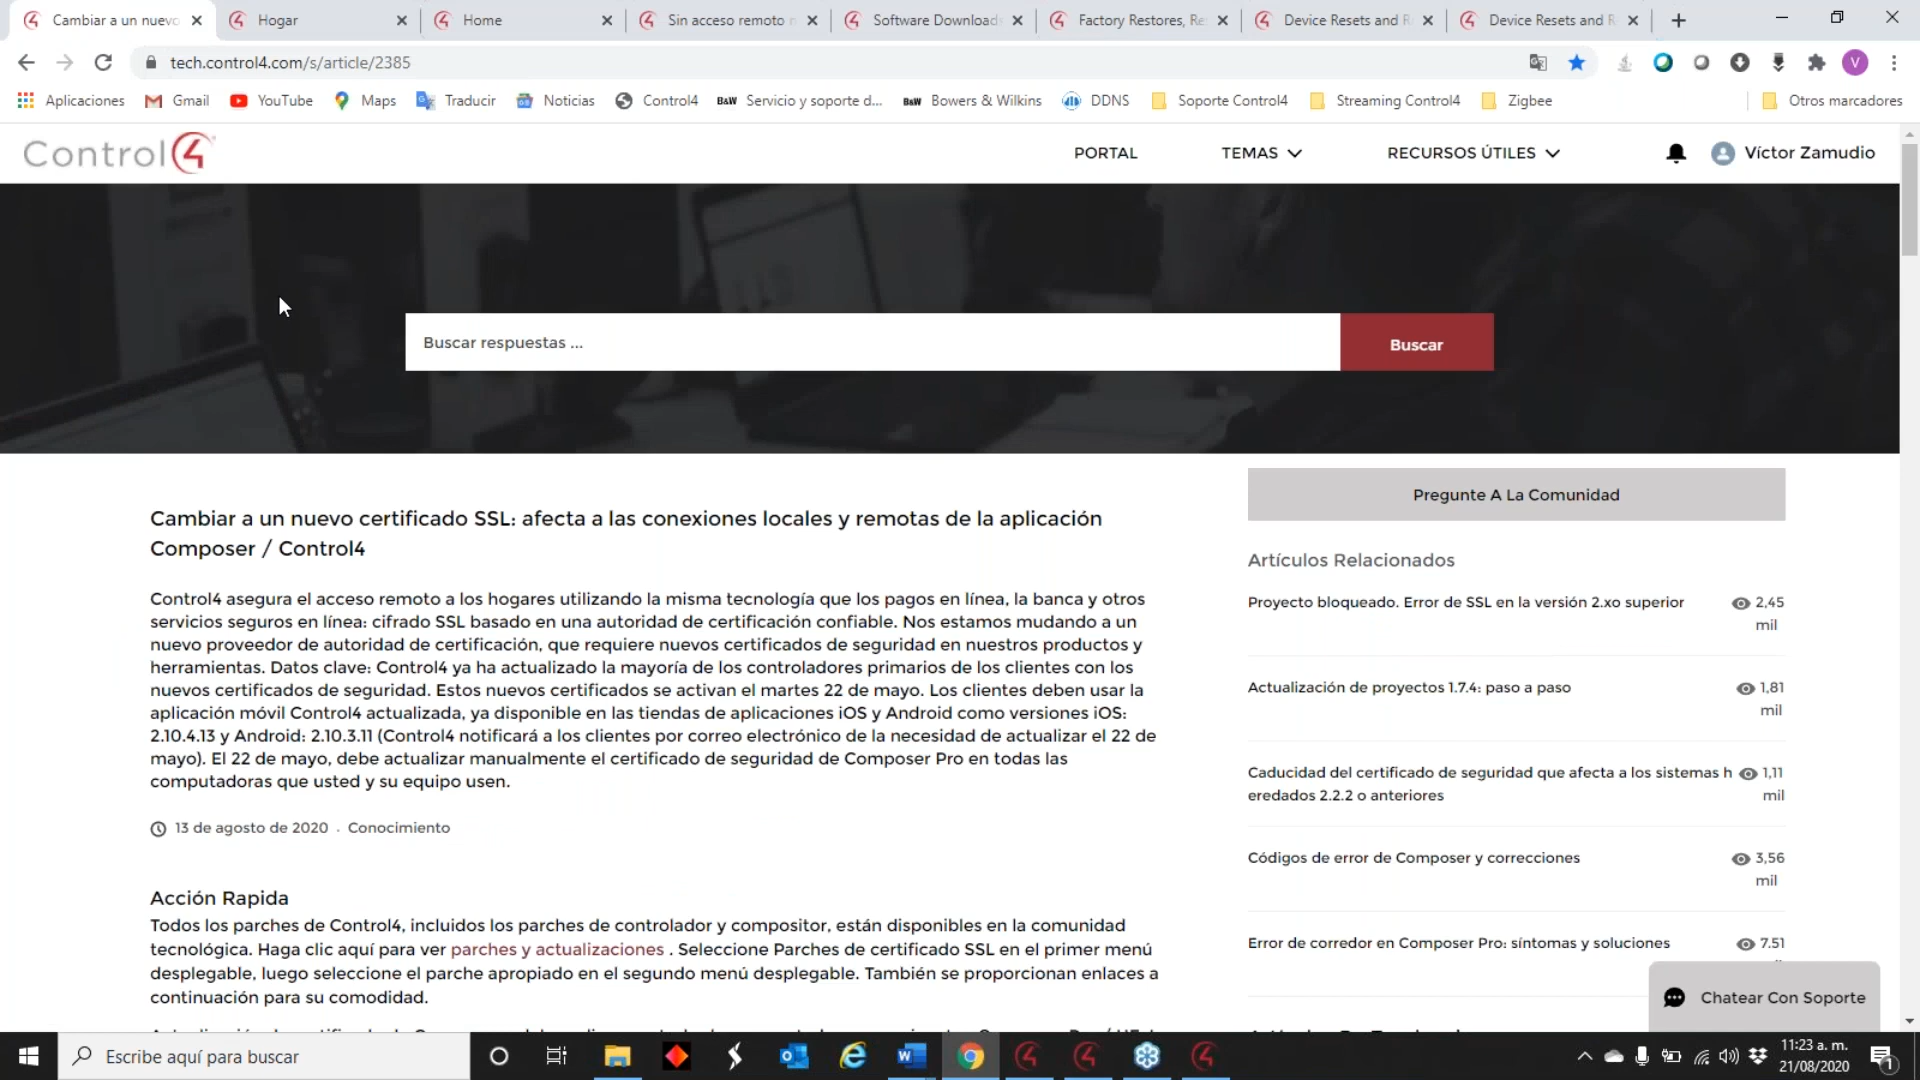 Cambiar a un nuevo
Hogar
Home
Sin acceso remoto
Software Download
Factory Restores, Re
Device Resets and R
Device Resets and R
tech.control4.com/s/article/2385
V
Aplicaciones
Gmail
YouTube
Maps
Traducir
Noticias
Control4
B&W Servicio y soporte d...
B&W Bowers & Wilkins
DDNS
Soporte Control4
Streaming Control4
Zigbee
Otros marcadores
Control4
PORTAL
TEMAS
RECURSOS ÚTILES
Víctor Zamudio
Buscar respuestas ...
Buscar
Cambiar a un nuevo certificado SSL: afecta a las conexiones locales y remotas de la aplicación
Composer / Control4
Control4 asegura el acceso remoto a los hogares utilizando la misma tecnología que los pagos en línea, la banca y otros
servicios seguros en línea: cifrado SSL basado en una autoridad de certificación confiable. Nos estamos mudando a un
nuevo proveedor de autoridad de certificación, que requiere nuevos certificados de seguridad en nuestros productos y
herramientas. Datos clave: Control4 ya ha actualizado la mayoría de los controladores primarios de los clientes con los
nuevos certificados de seguridad. Estos nuevos certificados se activan el martes 22 de mayo. Los clientes deben usar la
aplicación móvil Control4 actualizada, ya disponible en las tiendas de aplicaciones iOS y Android como versiones iOS:
2.10.4.13 y Android: 2.10.3.11 (Control4 notificará a los clientes por correo electrónico de la necesidad de actualizar el 22 de
mayo). El 22 de mayo, debe actualizar manualmente el certificado de seguridad de Composer Pro en todas las
computadoras que usted y su equipo usen.
13 de agosto de 2020 . Conocimiento
Acción Rapida
Todos los parches de Control4, incluidos los parches de controlador y compositor, están disponibles en la comunidad
tecnológica. Haga clic aquí para ver parches y actualizaciones . Seleccione Parches de certificado SSL en el primer menú
desplegable, luego seleccione el parche apropiado en el segundo menú desplegable. También se proporcionan enlaces a
continuación para su comodidad.
Pregunte A La Comunidad
Artículos Relacionados
Proyecto bloqueado. Error de SSL en la versión 2.xo superior
2,45
mil
Actualización de proyectos 1.7.4: paso a paso
1,81
mil
Caducidad del certificado de seguridad que afecta a los sistemas h
eredados 2.2.2 o anteriores
1,11
mil
Códigos de error de Composer y correcciones
3,56
mil
Error de corredor en Composer Pro: síntomas y soluciones
7.51
Chatear Con Soporte
Escribe aquí para buscar
11:23 a. m.
21/08/2020
1